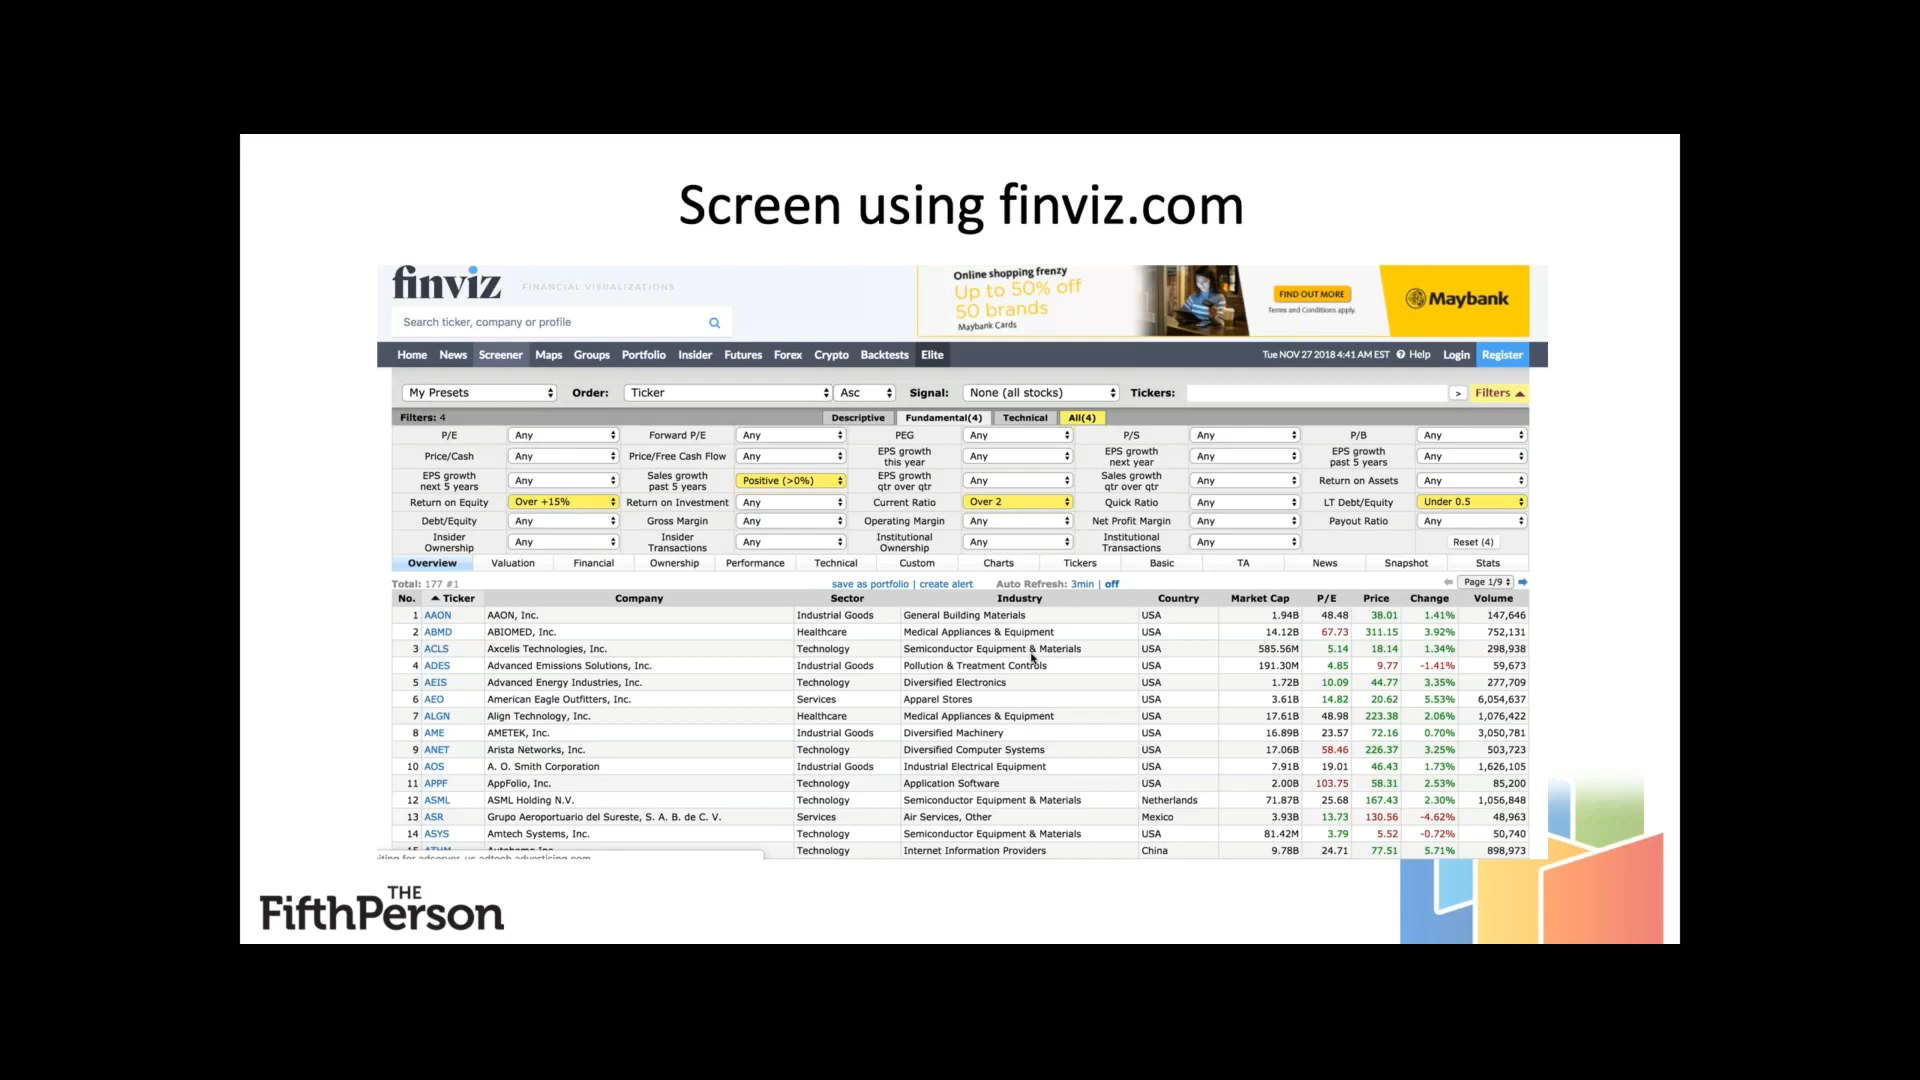 Screen using finviz.com
finviz FINANCIAL VISUALIZATIONS
Online shopping frenzy
Up to 50% off
50 brands
Maybank Cards
FIND OUT MORE
Terms and Conditions apply.
Maybank
Search ticker, company or profile
Home News Screener Maps Groups Portfolio Insider Futures Forex Crypto Backtests Elite Tue NOV 27 2018 4:41 AM EST Help Login Register
My Presets Order: Ticker Asc Signal: None (all stocks) Tickers: > Filters
Filters: 4 Descriptive Fundamental(4) Technical All(4)
P/E Any Forward P/E Any PEG Any P/S Any P/B Any
Price/Cash Any Price/Free Cash Flow Any EPS growth this year Any EPS growth next year Any EPS growth past 5 years Any
EPS growth next 5 years Any Sales growth past 5 years Positive (>0%) EPS growth qtr over qtr Any Sales growth qtr over qtr Any Return on Assets Any
Return on Equity Over +15% Return on Investment Any Current Ratio Over 2 Quick Ratio Any LT Debt/Equity Under 0.5
Debt/Equity Any Gross Margin Any Operating Margin Any Net Profit Margin Any Payout Ratio Any
Insider Ownership Any Insider Transactions Any Institutional Ownership Any Institutional Transactions Any Reset (4)
Overview Valuation Financial Ownership Performance Technical Custom Charts Tickers Basic TA News Snapshot Stats
Total: 177 #1 save as portfolio | create alert Auto Refresh: 3min | off Page 1/9
No. Ticker Company Sector Industry Country Market Cap P/E Price Change Volume
1 AAON AAON, Inc. Industrial Goods General Building Materials USA 1.94B 48.48 38.01 1.41% 147,646
2 ABMD ABIOMED, Inc. Healthcare Medical Appliances & Equipment USA 14.12B 67.73 311.15 3.92% 752,131
3 ACLS Axcelis Technologies, Inc. Technology Semiconductor Equipment & Materials USA 585.56M 5.14 18.14 1.34% 298,938
4 ADES Advanced Emissions Solutions, Inc. Industrial Goods Pollution & Treatment Controls USA 191.30M 4.85 9.77 -1.41% 59,673
5 AEIS Advanced Energy Industries, Inc. Technology Diversified Electronics USA 1.72B 10.09 44.77 3.35% 277,709
6 AEO American Eagle Outfitters, Inc. Services Apparel Stores USA 3.61B 14.82 20.62 5.53% 6,054,637
7 ALGN Align Technology, Inc. Healthcare Medical Appliances & Equipment USA 17.61B 48.98 223.38 2.06% 1,076,422
8 AME AMETEK, Inc. Industrial Goods Diversified Machinery USA 16.89B 23.57 72.16 0.70% 3,050,781
9 ANET Arista Networks, Inc. Technology Diversified Computer Systems USA 17.06B 58.46 226.37 3.25% 503,723
10 AOS A. O. Smith Corporation Industrial Goods Industrial Electrical Equipment USA 7.91B 19.01 46.43 1.73% 1,626,105
11 APPF AppFolio, Inc. Technology Application Software USA 2.00B 103.75 58.31 2.53% 85,200
12 ASML ASML Holding N.V. Technology Semiconductor Equipment & Materials Netherlands 71.87B 25.68 167.43 2.30% 1,056,848
13 ASR Grupo Aeroportuario del Sureste, S. A. B. de C. V. Services Air Services, Other Mexico 3.93B 13.73 130.56 -4.62% 48,963
14 ASYS Amtech Systems, Inc. Technology Semiconductor Equipment & Materials USA 81.42M 3.79 5.52 -0.72% 50,740
Technology Internet Information Providers China 9.78B 24.71 77.51 5.71% 898,973
THE
FifthPerson